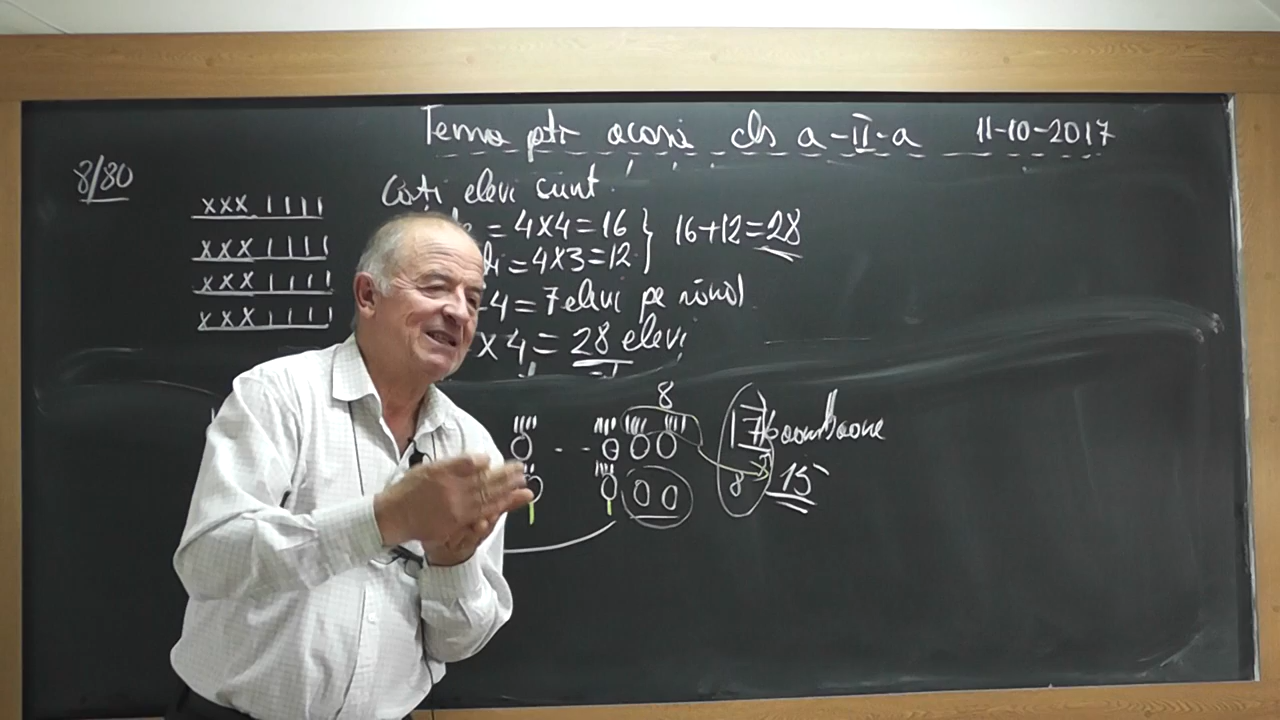 Tema ptr acasă cls a-II-a 11-10-2017
8/80
Câți elevi sunt
XXX IIII
= 4X4=16 } 16+12=28
XXX IIII
=4X3=12
XXX IIII
4=7 elevi pe rând
XXX IIII
X 4= 28 elevi
8
17 bomboane
8 15